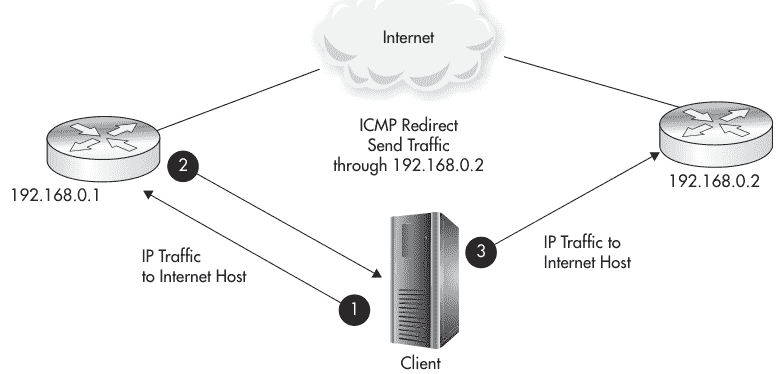 Internet
ICMP Redirect
Send Traffic
through 192.168.0.2
192.168.0.1
2
192.168.0.2
IP Traffic
to Internet Host
1
3
IP Traffic to
Internet Host
Client